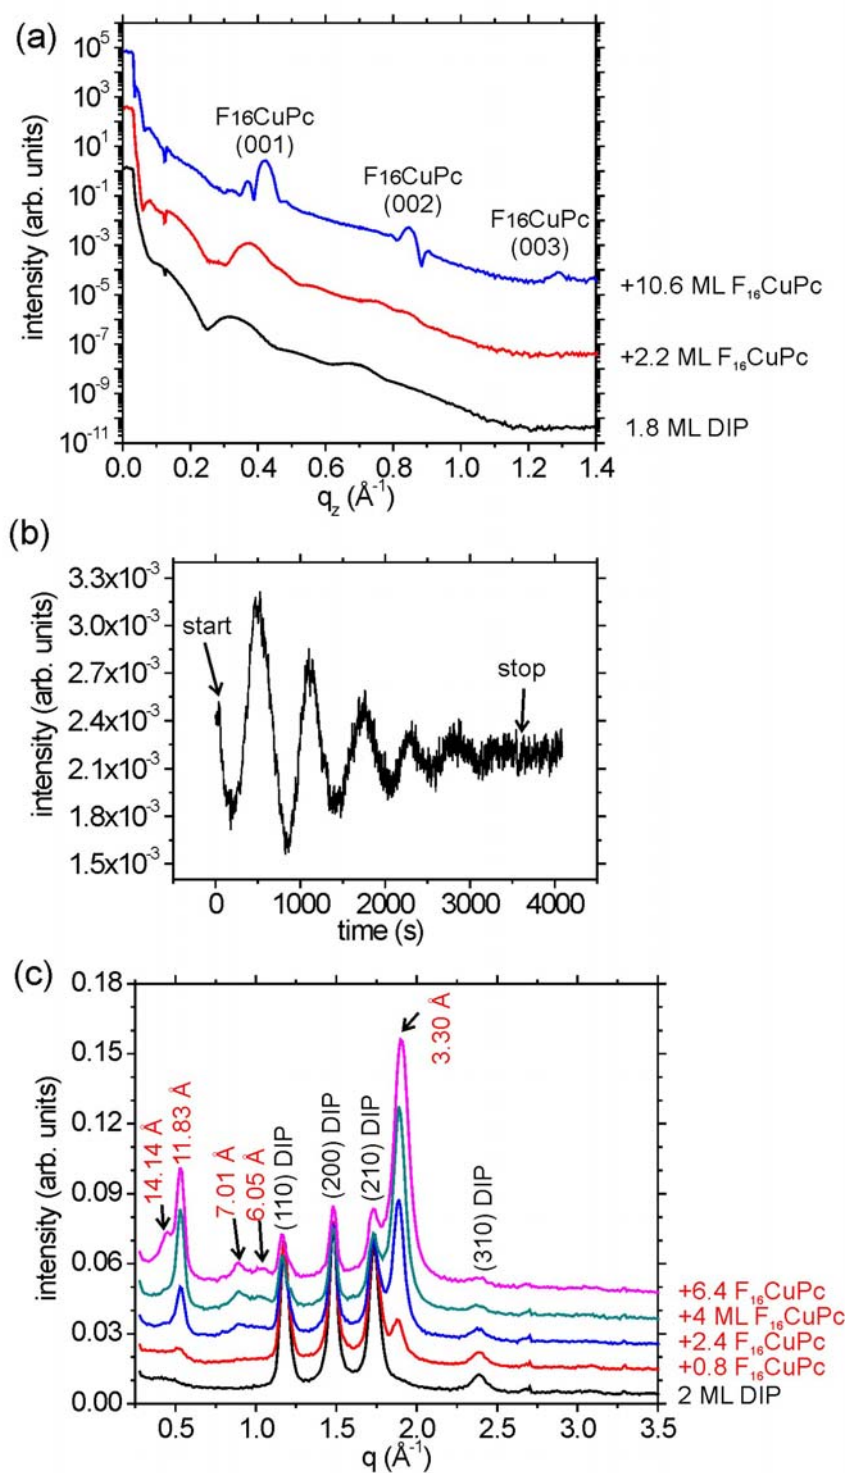 (a)
10⁵
10³
10¹
10⁻¹
10⁻³
10⁻⁵
10⁻⁷
10⁻⁹
10⁻¹¹
intensity (arb. units)
F16CuPc
(001)
F16CuPc
(002)
F16CuPc
(003)
+10.6 ML F₁₆CuPc
+2.2 ML F₁₆CuPc
1.8 ML DIP
0.0 0.2 0.4 0.6 0.8 1.0 1.2 1.4
q_z (Å⁻¹)
(b)
3.3x10⁻³
3.0x10⁻³
2.7x10⁻³
2.4x10⁻³
2.1x10⁻³
1.8x10⁻³
1.5x10⁻³
intensity (arb. units)
start
stop
0 1000 2000 3000 4000
time (s)
(c)
0.18
0.15
0.12
0.09
0.06
0.03
0.00
intensity (arb. units)
14.14 Å
11.83 Å
7.01 Å
6.05 Å
(110) DIP
(200) DIP
(210) DIP
3.30 Å
(310) DIP
+6.4 F₁₆CuPc
+4 ML F₁₆CuPc
+2.4 F₁₆CuPc
+0.8 F₁₆CuPc
2 ML DIP
0.5 1.0 1.5 2.0 2.5 3.0 3.5
q (Å⁻¹)